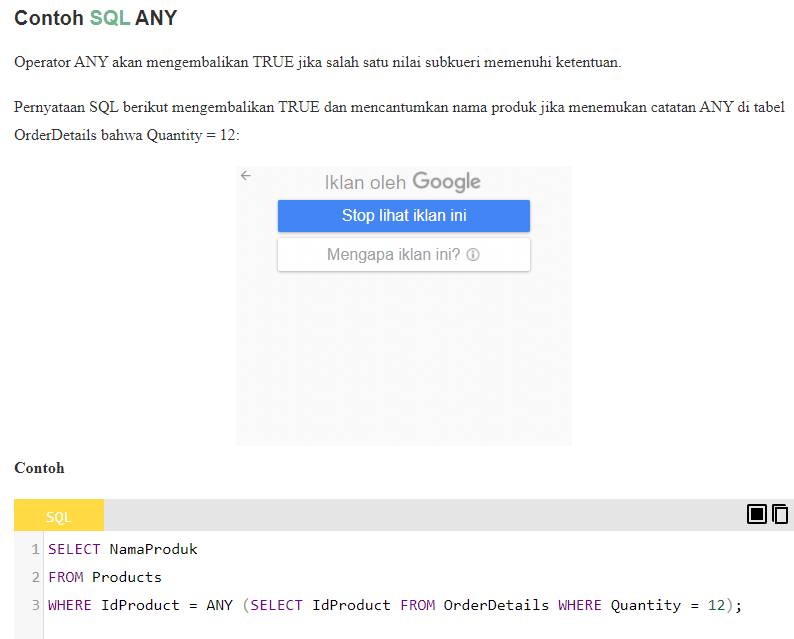 Contoh SQL ANY
Operator ANY akan mengembalikan TRUE jika salah satu nilai subkueri memenuhi ketentuan.
Pernyataan SQL berikut mengembalikan TRUE dan mencantumkan nama produk jika menemukan catatan ANY di tabel
OrderDetails bahwa Quantity = 12:
Iklan oleh Google
Stop lihat iklan ini
Mengapa iklan ini?
Contoh
SQL
1 SELECT NamaProduk
2 FROM Products
3 WHERE IdProduct = ANY (SELECT IdProduct FROM OrderDetails WHERE Quantity = 12);